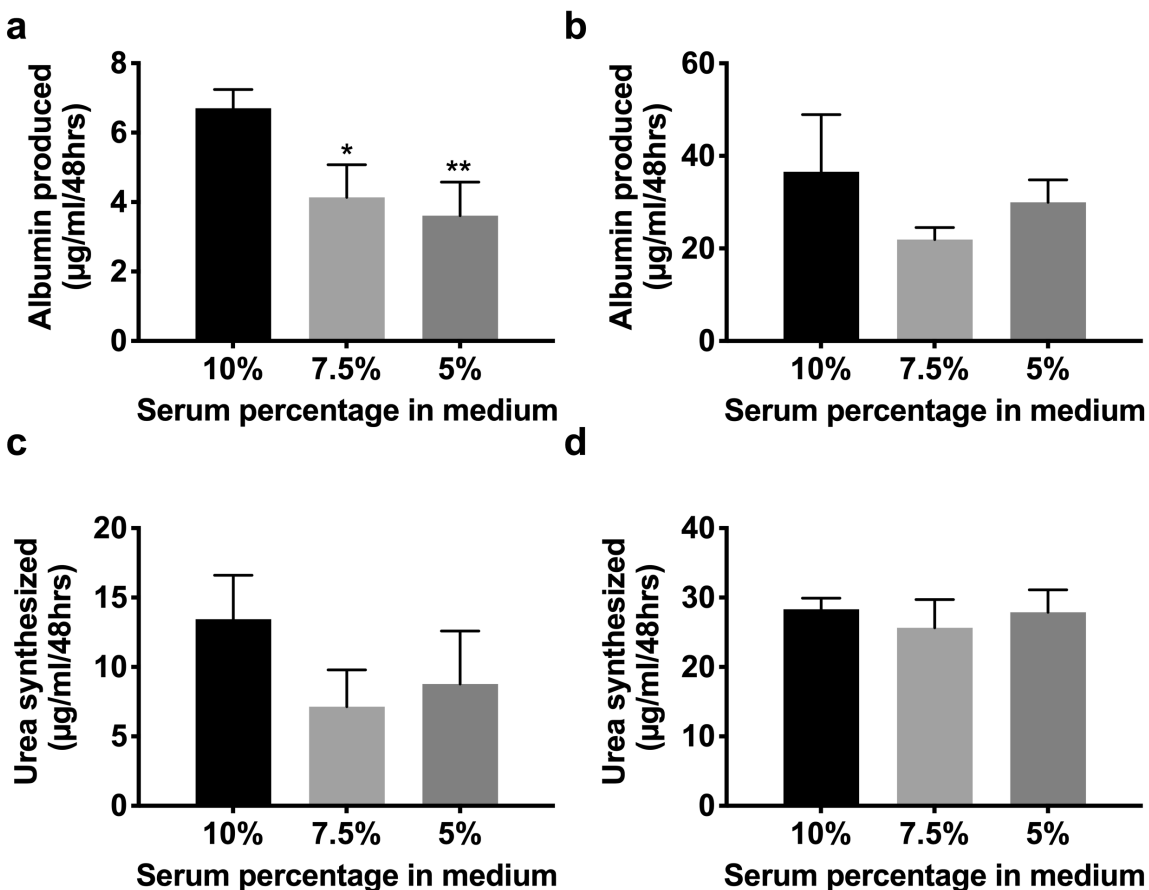 a
Albumin produced
(µg/ml/48hrs)
8
6
4
2
0
*
**
10% 7.5% 5%
Serum percentage in medium
b
Albumin produced
(µg/ml/48hrs)
60
40
20
0
10% 7.5% 5%
Serum percentage in medium
c
Urea synthesized
(µg/ml/48hrs)
20
15
10
5
0
10% 7.5% 5%
Serum percentage in medium
d
Urea synthesized
(µg/ml/48hrs)
40
30
20
10
0
10% 7.5% 5%
Serum percentage in medium